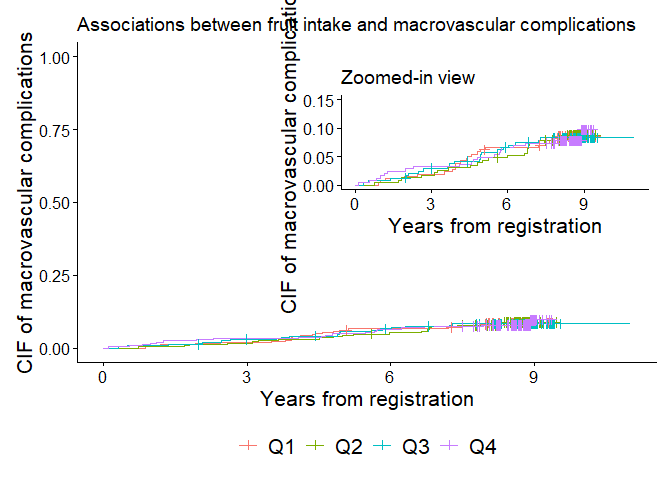 Associations between fruit intake and macrovascular complications
CIF of macrovascular complications
1.00
0.75
0.50
0.25
0.00
0
3
6
9
Years from registration
Zoomed-in view
CIF of macrovascular complications
0.15
0.10
0.05
0.00
0
3
6
9
Years from registration
Q1
Q2
Q3
Q4